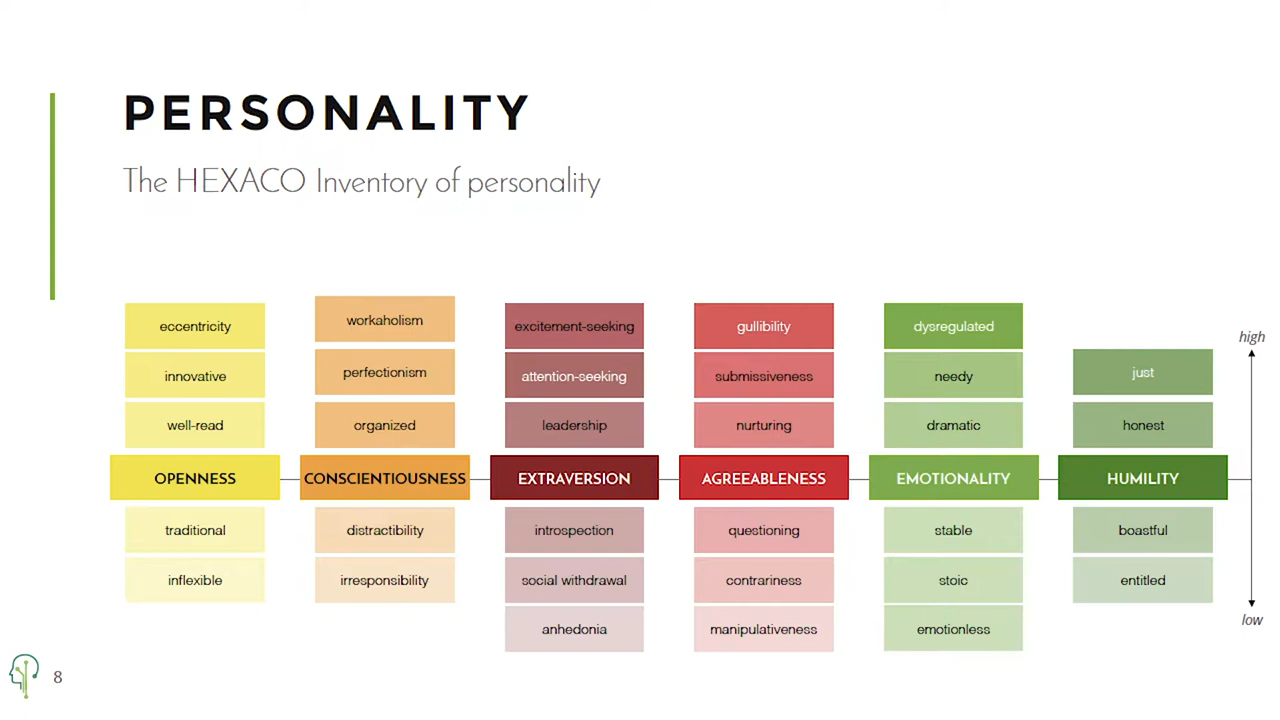 PERSONALITY
The HEXACO Inventory of personality
eccentricity
innovative
well-read
OPENNESS
traditional
inflexible
workaholism
perfectionism
organized
CONSCIENTIOUSNESS
distractibility
irresponsibility
excitement-seeking
attention-seeking
leadership
EXTRAVERSION
introspection
social withdrawal
anhedonia
gullibility
submissiveness
nurturing
AGREEABLENESS
questioning
contrariness
manipulativeness
dysregulated
needy
dramatic
EMOTIONALITY
stable
stoic
emotionless
just
honest
HUMILITY
boastful
entitled
high
low
8